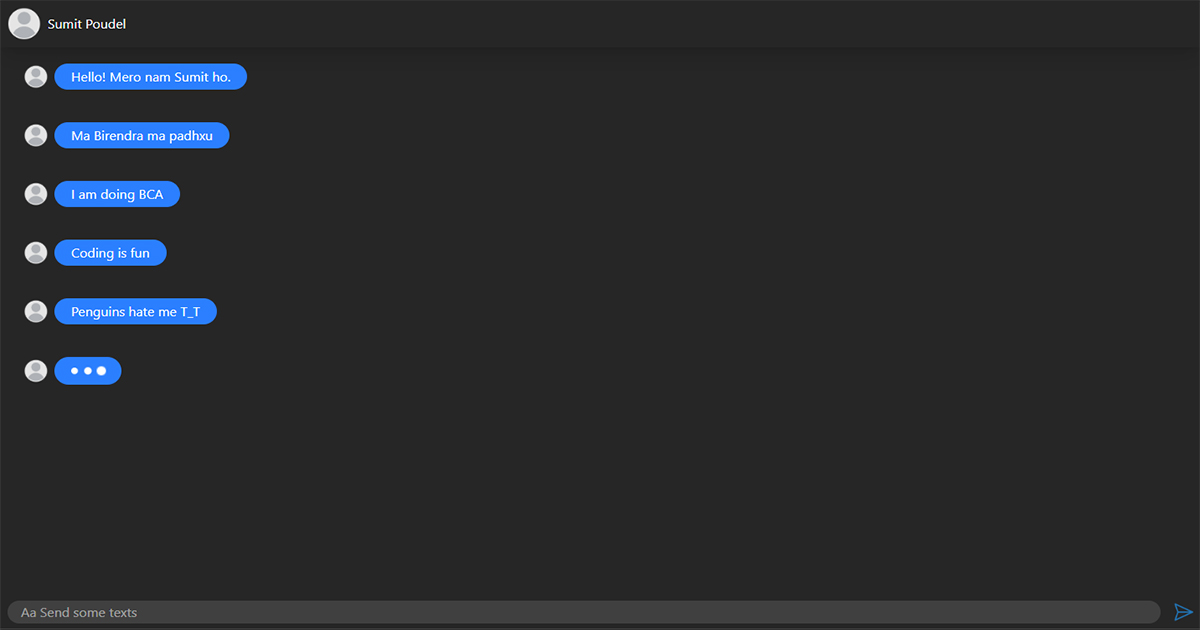 Sumit Poudel
Hello! Mero nam Sumit ho.
Ma Birendra ma padhxu
I am doing BCA
Coding is fun
Penguins hate me T_T
Aa Send some texts